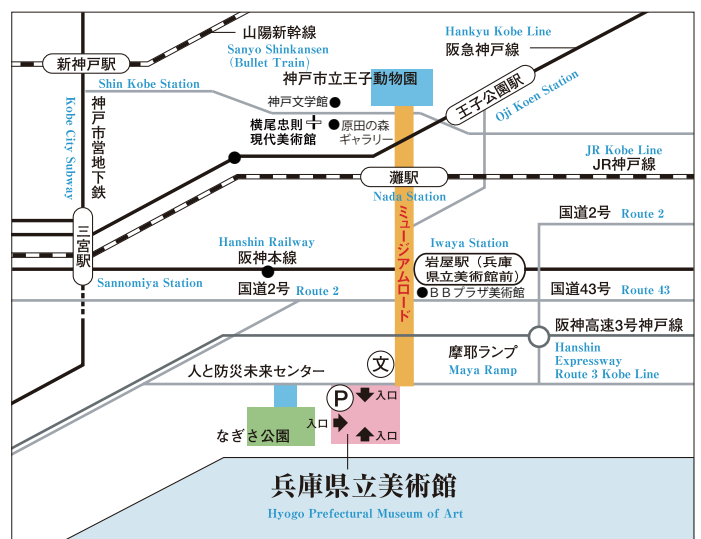 山陽新幹線
Sanyo Shinkansen
(Bullet Train)
Hankyu Kobe Line
阪急神戸線
新神戸駅
Shin Kobe Station
神戸市立王子動物園
王子公園駅
Oji Koen Station
神戸文学館
横尾忠則
現代美術館
原田の森
ギャラリー
Kobe City Subway
神戸市営地下鉄
JR Kobe Line
JR神戸線
灘駅
Nada Station
ミュージアムロード
国道2号 Route 2
三宮駅
Hanshin Railway
阪神本線
Iwaya Station
岩屋駅（兵庫
県立美術館前）
Sannomiya Station
国道2号 Route 2
BBプラザ美術館
国道43号 Route 43
阪神高速3号神戸線
Hanshin
Expressway
Route 3 Kobe Line
摩耶ランプ
Maya Ramp
文
人と防災未来センター
P
入口
入口
入口
なぎさ公園
兵庫県立美術館
Hyogo Prefectural Museum of Art